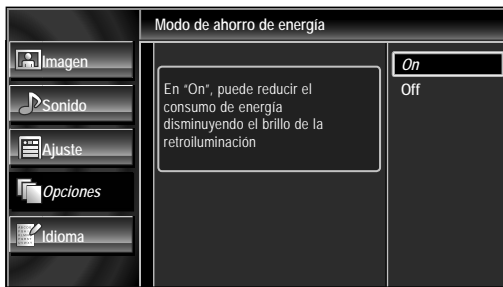 Modo de ahorro de energía
Imagen
Sonido
Ajuste
Opciones
Idioma
En “On”, puede reducir el
consumo de energía
disminuyendo el brillo de la
retroiluminación
On
Off